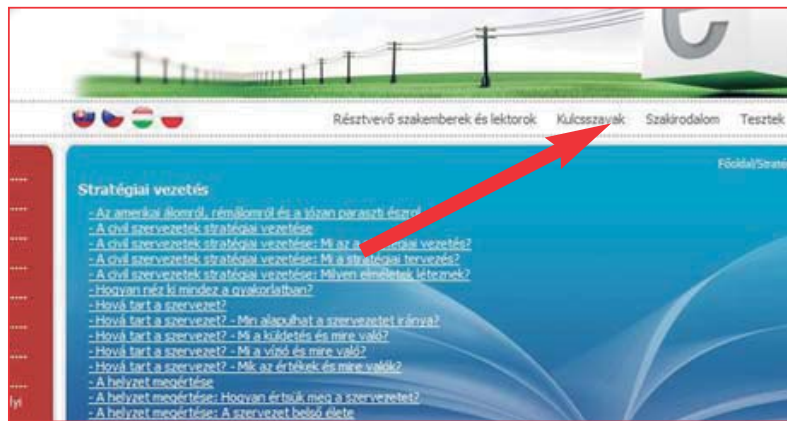 e
Résztvevő szakemberek és lektorok Kulcsszavak Szakirodalom Tesztek
Főoldal/Straté
Stratégiai vezetés
- Az amerikai álomról, rémálomról és a józan paraszti észről
- A civil szervezetek stratégiai vezetése
- A civil szervezetek stratégiai vezetése: Mi az a stratégiai vezetés?
- A civil szervezetek stratégiai vezetése: Mi a stratégiai tervezés?
- A civil szervezetek stratégiai vezetése: Milyen elméletek léteznek?
- Hogyan néz ki mindez a gyakorlatban?
- Hová tart a szervezet?
- Hová tart a szervezet? - Min alapulhat a szervezetet iránya?
- Hová tart a szervezet? - Mi a küldetés és mire való?
- Hová tart a szervezet? - Mi a vízió és mire való?
- Hová tart a szervezet? - Mik az értékek és mire valók?
- A helyzet megértése
- A helyzet megértése: Hogyan értsük meg a szervezetet?
lyi
- A helyzet megértése: A szervezet belső élete